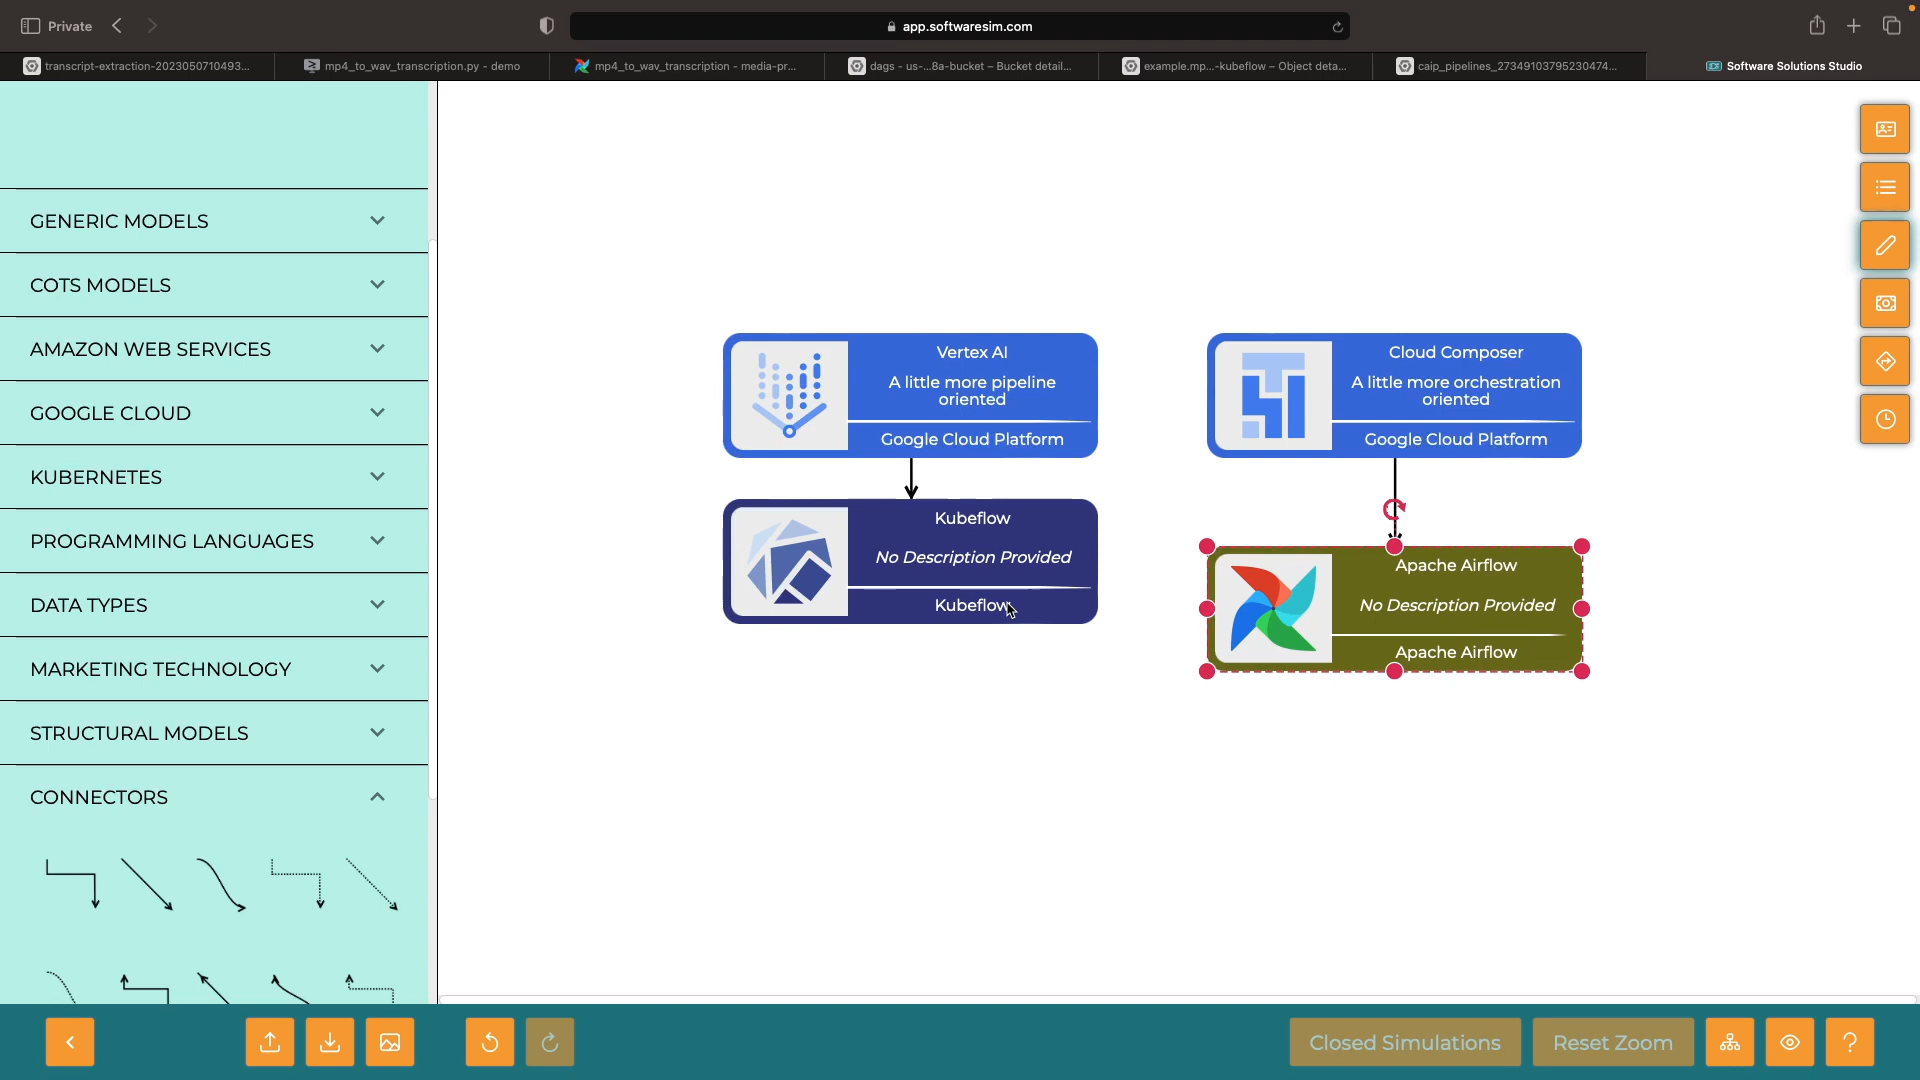 Private
app.softwaresim.com
transcript-extraction-2023050710493...
mp4_to_wav_transcription.py - demo
mp4_to_wav_transcription - media-pr...
dags - us-...8a-bucket – Bucket detail...
example.mp...-kubeflow – Object deta...
caip_pipelines_27349103795230474...
Software Solutions Studio
GENERIC MODELS
COTS MODELS
AMAZON WEB SERVICES
GOOGLE CLOUD
KUBERNETES
PROGRAMMING LANGUAGES
DATA TYPES
MARKETING TECHNOLOGY
STRUCTURAL MODELS
CONNECTORS
Vertex AI
A little more pipeline
oriented
Google Cloud Platform
Kubeflow
No Description Provided
Kubeflow
Cloud Composer
A little more orchestration
oriented
Google Cloud Platform
Apache Airflow
No Description Provided
Apache Airflow
Closed Simulations
Reset Zoom